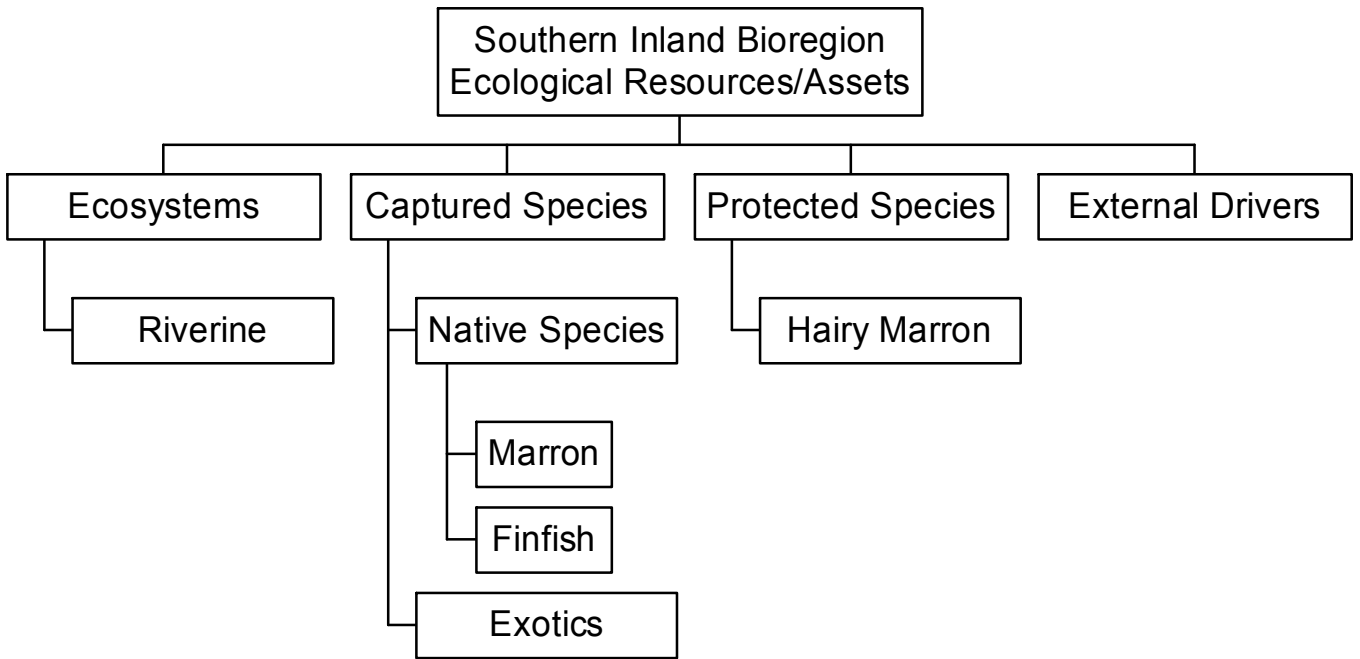 Southern Inland Bioregion
Ecological Resources/Assets
Ecosystems
Captured Species
Protected Species
External Drivers
Riverine
Native Species
Hairy Marron
Marron
Finfish
Exotics